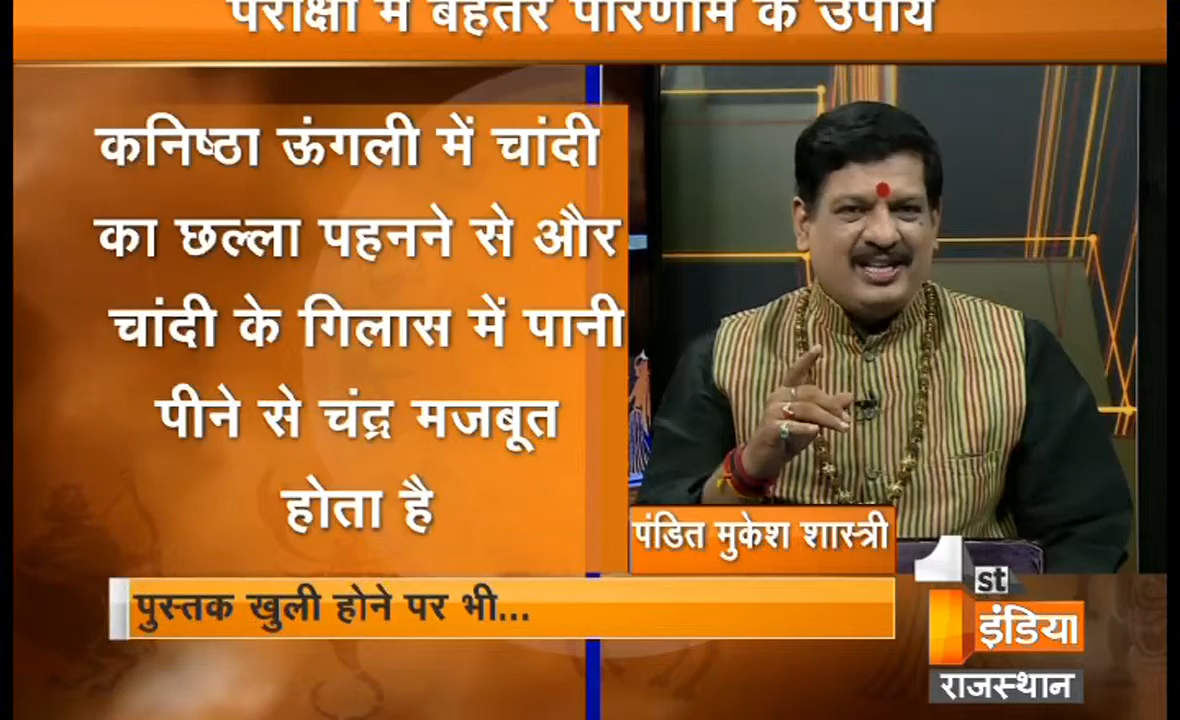 परीक्षा में बेहतर परिणाम के उपाय
कनिष्ठा ऊंगली में चांदी
का छल्ला पहनने से और
चांदी के गिलास में पानी
पीने से चंद्र मजबूत
होता है
पंडित मुकेश शास्त्री
पुस्तक खुली होने पर भी...
1st
इंडिया
राजस्थान